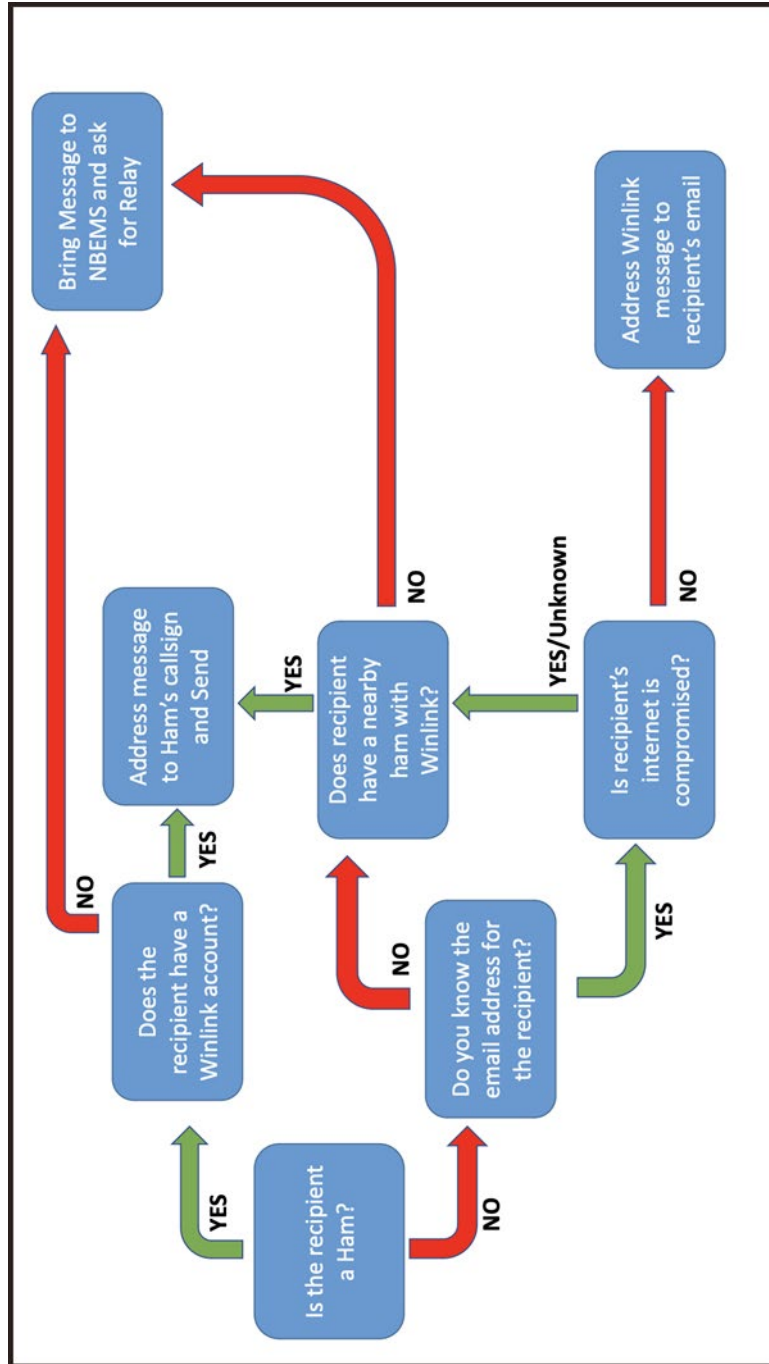 Is the recipient
a Ham?
YES
NO
Does the
recipient have a
Winlink account?
YES
NO
Address message
to Ham's callsign
and Send
Bring Message to
NBEMS and ask
for Relay
Do you know the
email address for
the recipient?
NO
YES
Does recipient
have a nearby
ham with
Winlink?
YES
NO
Is recipient's
internet is
compromised?
YES/Unknown
NO
Address Winlink
message to
recipient's email